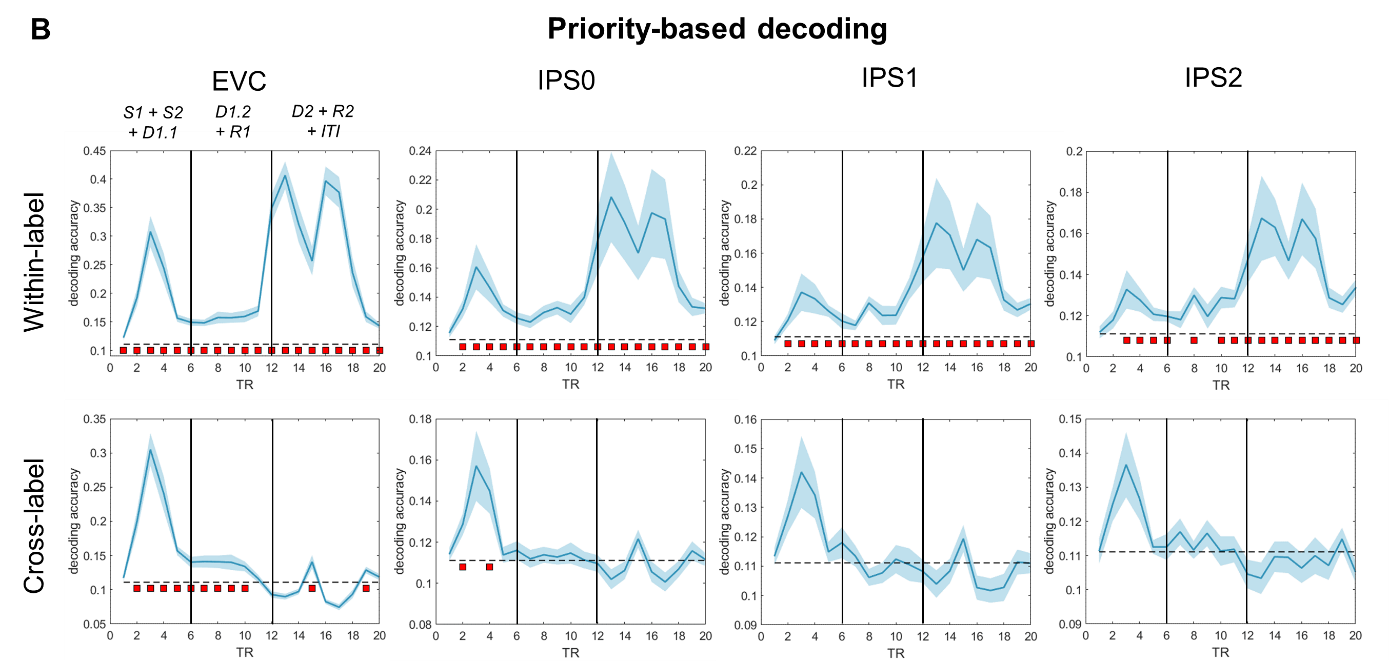 B
Priority-based decoding
EVC
IPS0
IPS1
IPS2
S1 + S2
+ D1.1
D1.2
+ R1
D2 + R2
+ ITI
Within-label
decoding accuracy
0.45
0.4
0.35
0.3
0.25
0.2
0.15
0.1
0 2 4 6 8 10 12 14 16 18 20
TR
decoding accuracy
0.24
0.22
0.2
0.18
0.16
0.14
0.12
0.1
0 2 4 6 8 10 12 14 16 18 20
TR
decoding accuracy
0.22
0.2
0.18
0.16
0.14
0.12
0.1
0 2 4 6 8 10 12 14 16 18 20
TR
decoding accuracy
0.2
0.18
0.16
0.14
0.12
0.1
0 2 4 6 8 10 12 14 16 18 20
TR
Cross-label
decoding accuracy
0.35
0.3
0.25
0.2
0.15
0.1
0.05
0 2 4 6 8 10 12 14 16 18 20
TR
decoding accuracy
0.18
0.16
0.14
0.12
0.1
0.08
0 2 4 6 8 10 12 14 16 18 20
TR
decoding accuracy
0.16
0.15
0.14
0.13
0.12
0.11
0.1
0.09
0 2 4 6 8 10 12 14 16 18 20
TR
decoding accuracy
0.15
0.14
0.13
0.12
0.11
0.1
0.09
0 2 4 6 8 10 12 14 16 18 20
TR